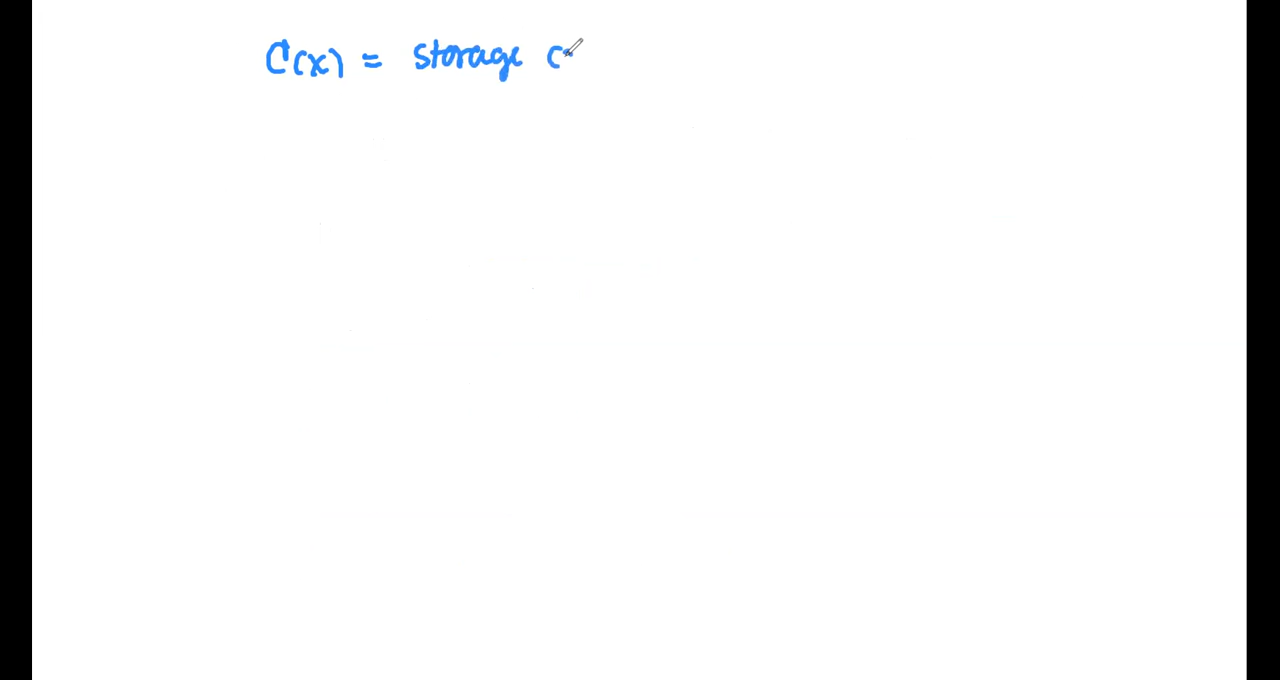 C(x) = storage c